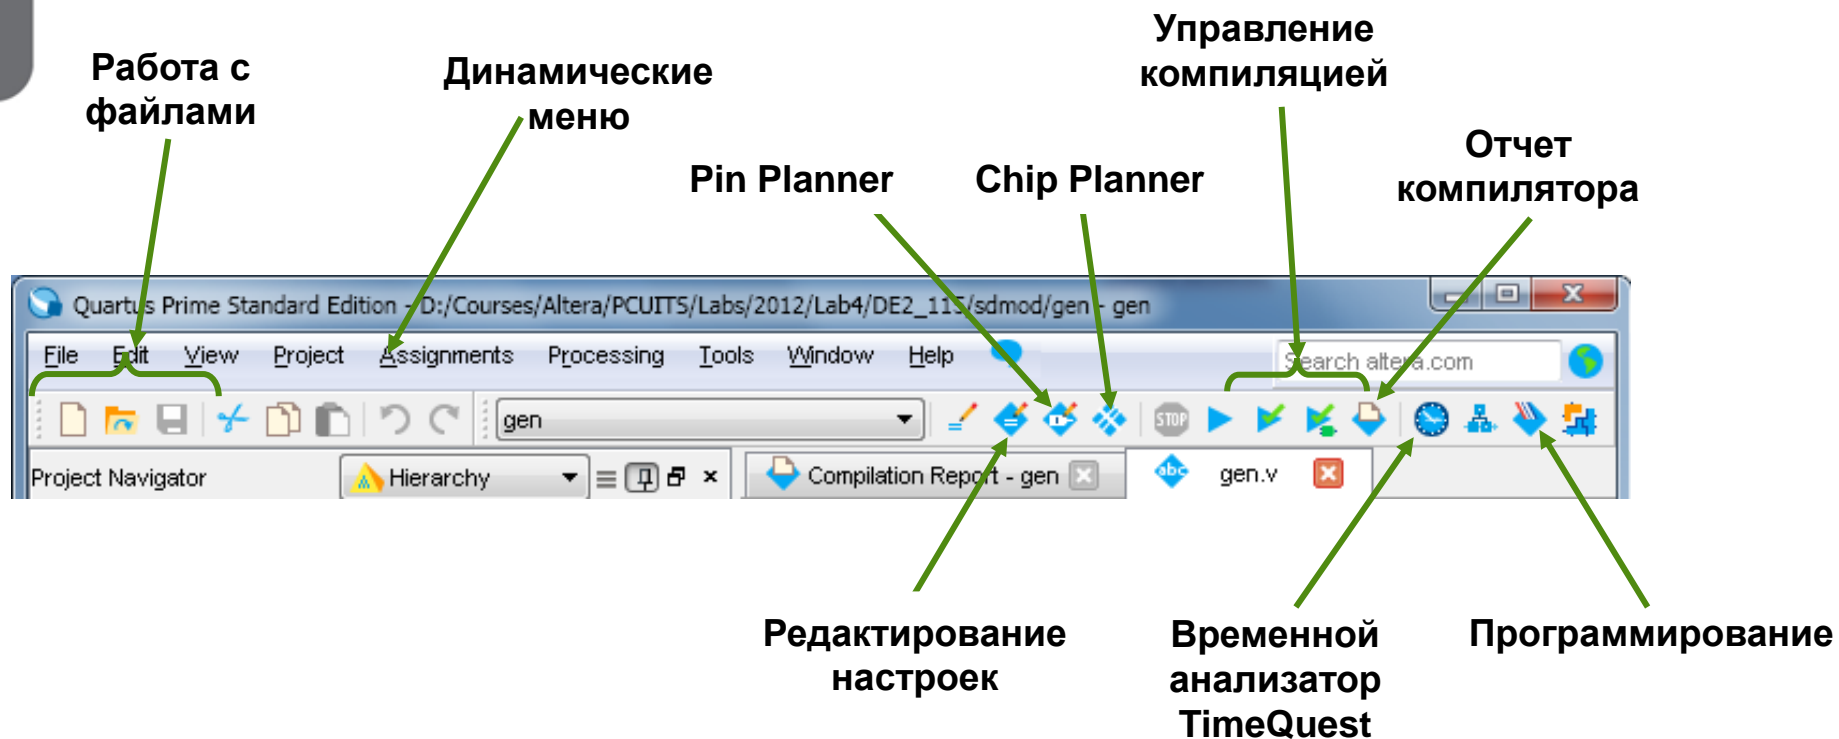 Управление
компиляцией
Работа с
файлами
Динамические
меню
Отчет
компилятора
Pin Planner
Chip Planner
Quartus Prime Standard Edition - D:/Courses/Altera/PCUITS/Labs/2012/Lab4/DE2_115/sdmod/gen - gen
File Edit View Project Assignments Processing Tools Window Help
Search altera.com
gen
STOP
Project Navigator
Hierarchy
Compilation Report - gen
abc
gen.v
Редактирование
настроек
Временной
анализатор
TimeQuest
Программирование